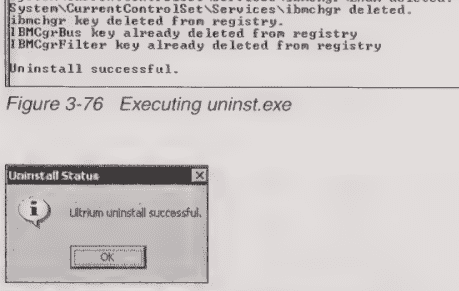 System\CurrentControlSet\Services\ibmchgr deleted.
ibmchgr key deleted from registry.
IBMCgrBus key already deleted from registry
IBMCgrFilter key already deleted from registry
Uninstall successful.
Figure 3-76 Executing uninst.exe
Uninstall Status
Ultrium uninstall successful.
OK